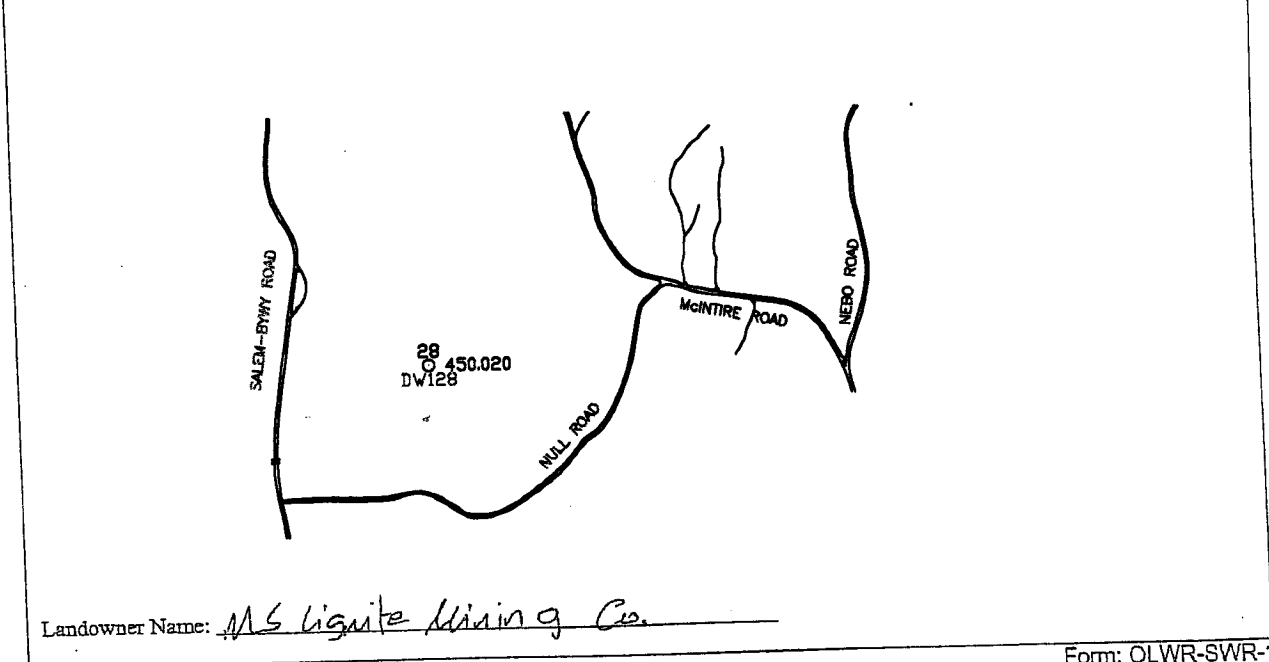 SALEM-BYWY ROAD
McINTIRE ROAD
NEBO ROAD
28
450.020
DW128
NULL ROAD
Landowner Name: MS Lignite Mining Co.
Form: OLWR-SWR-1